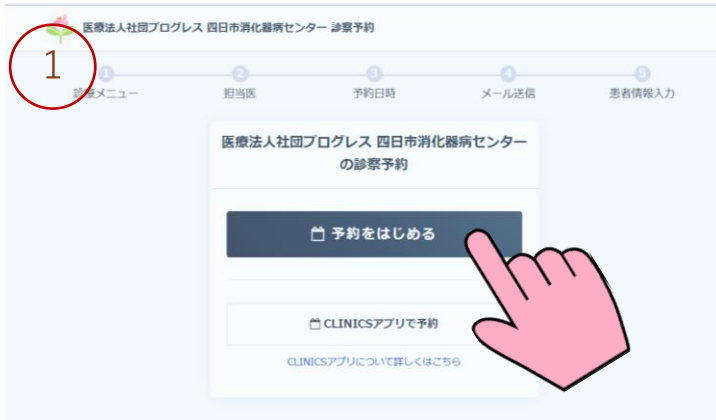 医療法人社団プログレス 四日市消化器病センター 診察予約
1
1 2 3 4 5
診療メニュー 担当医 予約日時 メール送信 患者情報入力
医療法人社団プログレス 四日市消化器病センター
の診察予約
予約をはじめる
CLINICSアプリで予約
CLINICSアプリについて詳しくはこちら